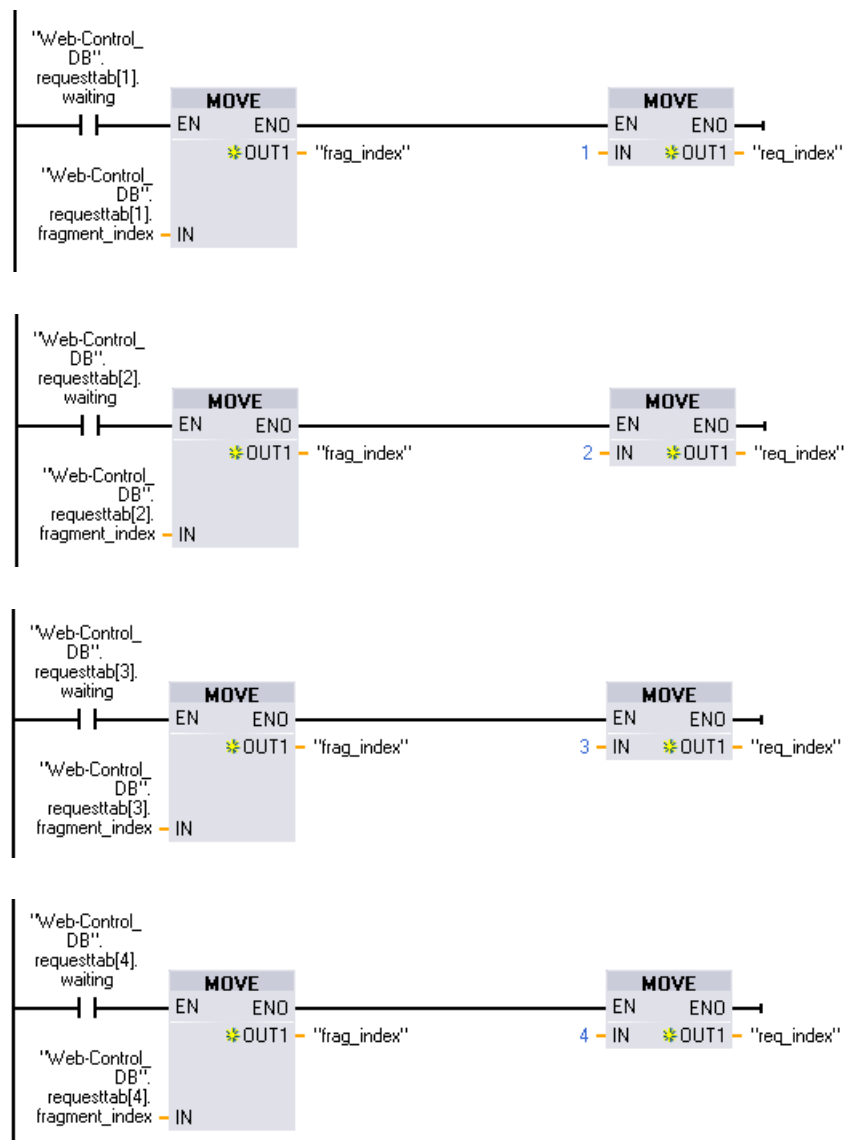 "Web-Control_
DB".
requesttab[1].
waiting
MOVE
MOVE
EN ENO
EN ENO
OUT1 "frag_index"
1 IN OUT1 "req_index"
"Web-Control_
DB".
requesttab[1].
fragment_index IN
"Web-Control_
DB".
requesttab[2].
waiting
MOVE
MOVE
EN ENO
EN ENO
OUT1 "frag_index"
2 IN OUT1 "req_index"
"Web-Control_
DB".
requesttab[2].
fragment_index IN
"Web-Control_
DB".
requesttab[3].
waiting
MOVE
MOVE
EN ENO
EN ENO
OUT1 "frag_index"
3 IN OUT1 "req_index"
"Web-Control_
DB".
requesttab[3].
fragment_index IN
"Web-Control_
DB".
requesttab[4].
waiting
MOVE
MOVE
EN ENO
EN ENO
OUT1 "frag_index"
4 IN OUT1 "req_index"
"Web-Control_
DB".
requesttab[4].
fragment_index IN